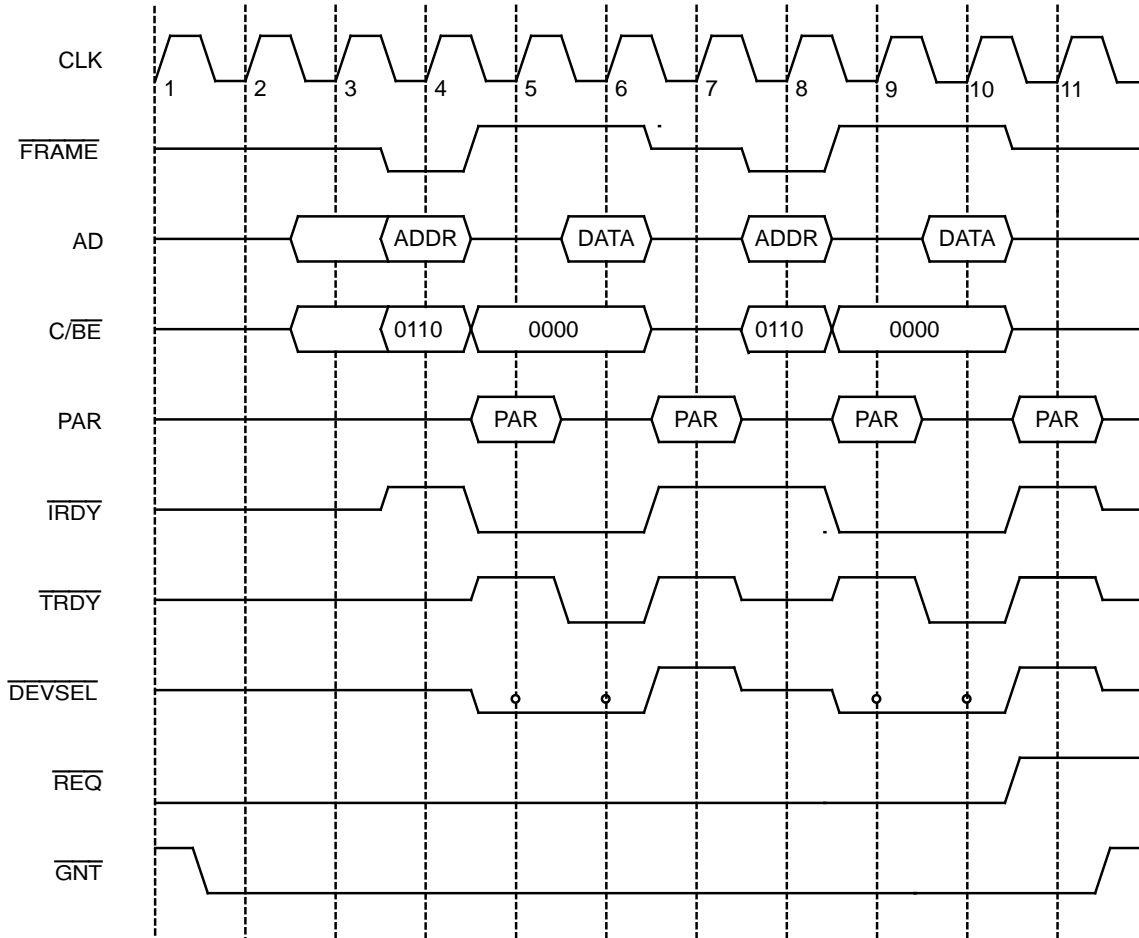 CLK
1 2 3 4 5 6 7 8 9 10 11
FRAME
AD ADDR DATA ADDR DATA
C/BE 0110 0000 0110 0000
PAR PAR PAR PAR PAR
IRDY
TRDY
DEVSEL
REQ
GNT